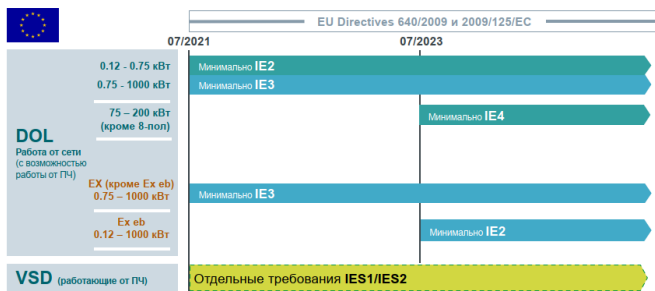 EU Directives 640/2009 и 2009/125/EC
07/2021 07/2023
0.12 - 0.75 кВт Минимально IE2
0.75 - 1000 кВт Минимально IE3
75 – 200 кВт
(кроме 8-пол) Минимально IE4
DOL
Работа от сети
(с возможностью
работы от ПЧ)
EX (кроме Ex eb)
0.75 – 1000 кВт Минимально IE3
Ex eb
0.12 – 1000 кВт Минимально IE2
VSD (работающие от ПЧ) Отдельные требования IES1/IES2